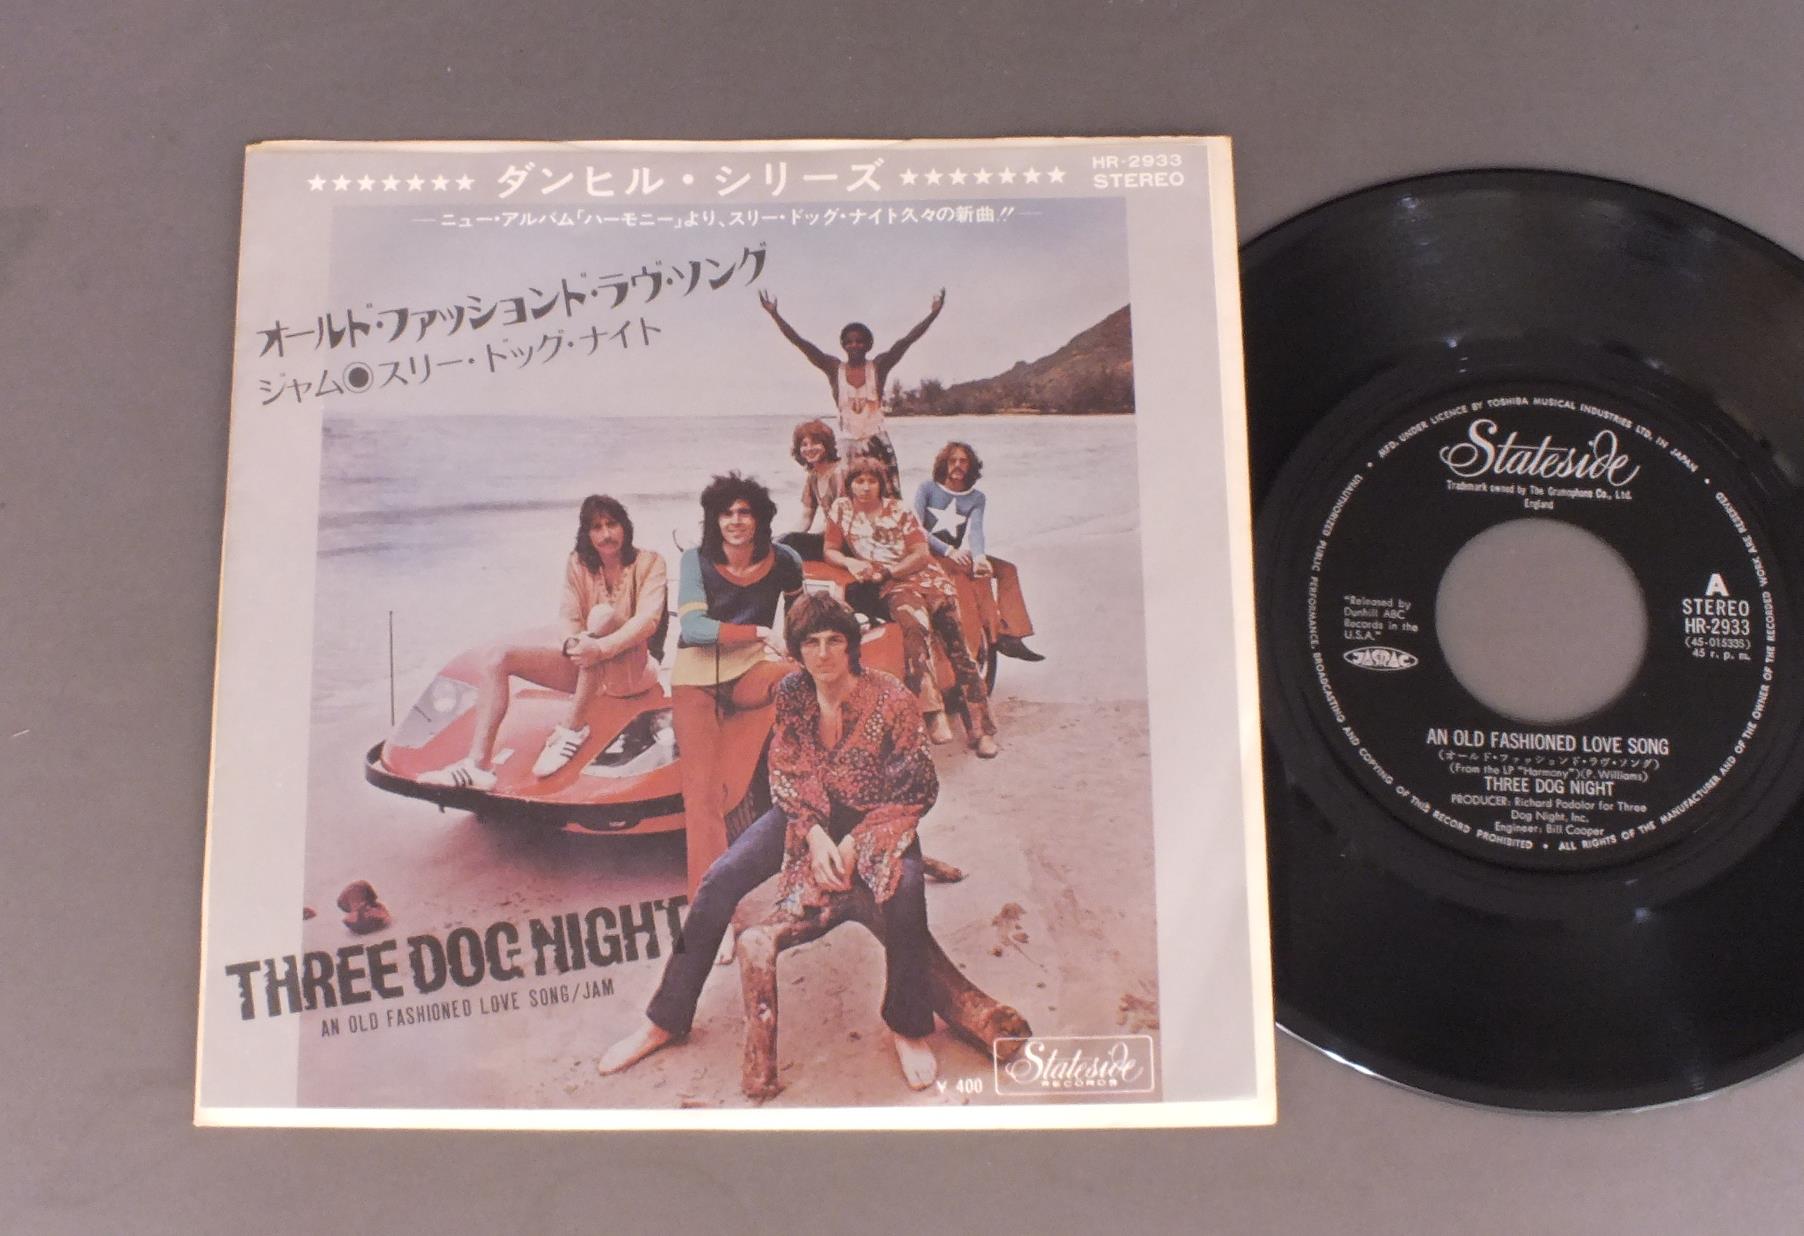 ★★★★★★★ ダンヒル・シリーズ ★★★★★★★
HR-2933
STEREO
—ニュー・アルバム「ハーモニー」より、スリー・ドッグ・ナイト久々の新曲!!—
オールド・ファッションド・ラヴ・ソング
ジャム◉スリー・ドッグ・ナイト
THREE DOG NIGHT
AN OLD FASHIONED LOVE SONG/JAM
¥ 400
Stateside
RECORDS
MFD. UNDER LICENCE BY TOSHIBA MUSICAL INDUSTRIES LTD. IN JAPAN • ALL RIGHTS OF THE MANUFACTURER AND OF THE OWNER OF THE RECORDED WORK ARE RESERVED • UNAUTHORIZED PUBLIC PERFORMANCE, BROADCASTING AND COPYING OF THIS RECORD PROHIBITED •
Stateside
Trademark owned by The Gramophone Co., Ltd.
England
"Released by
Dunhill ABC
Records in the
U.S.A."
JASRAC
A
STEREO
HR-2933
(45-015335)
45 r. p. m.
AN OLD FASHIONED LOVE SONG
(オールド・ファッションド・ラヴ・ソング)
(From the LP "Harmony")(P. Williams)
THREE DOG NIGHT
PRODUCER: Richard Podolor for Three
Dog Night, Inc.
Engineer: Bill Cooper